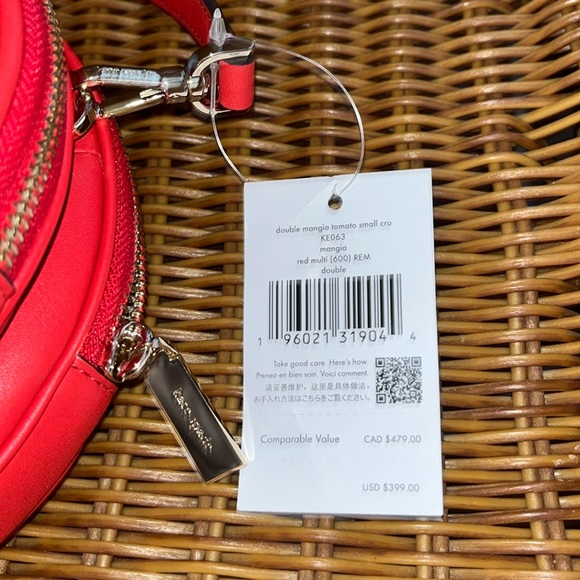 double mangia tomato small cro
KE063
mangia
red multi (600) REM
double
1 96021 31904 4
Take good care. Here's how.
Prenez-en bien soin. Voici comment.
请妥善维护。这里是具体做法。
お手入れ方法はこちらからご覧ください。
Comparable Value CAD $479.00
USD $399.00
kate spade